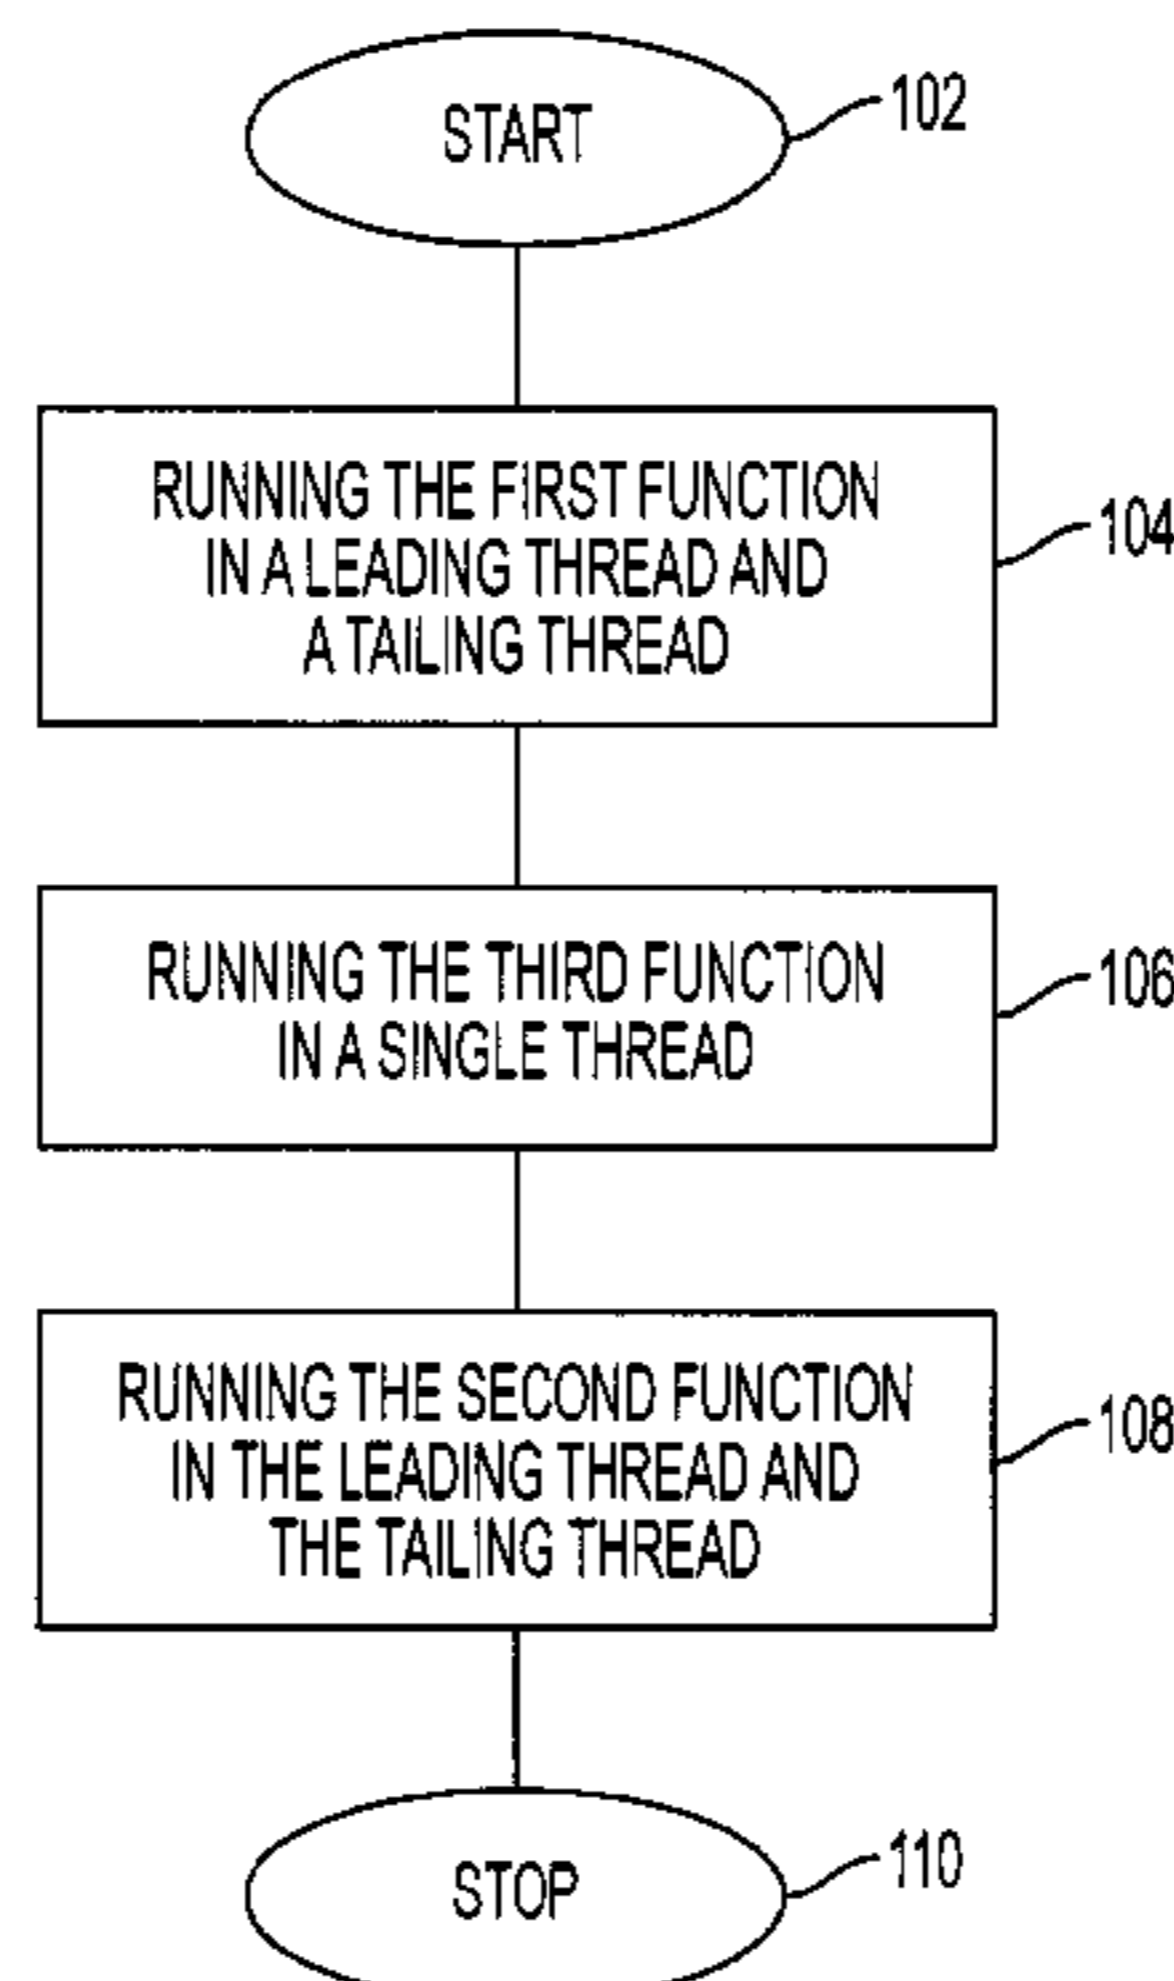 START
102
RUNNING THE FIRST FUNCTION
IN A LEADING THREAD AND
A TAILING THREAD
104
RUNNING THE THIRD FUNCTION
IN A SINGLE THREAD
106
RUNNING THE SECOND FUNCTION
IN THE LEADING THREAD AND
THE TAILING THREAD
108
STOP
110